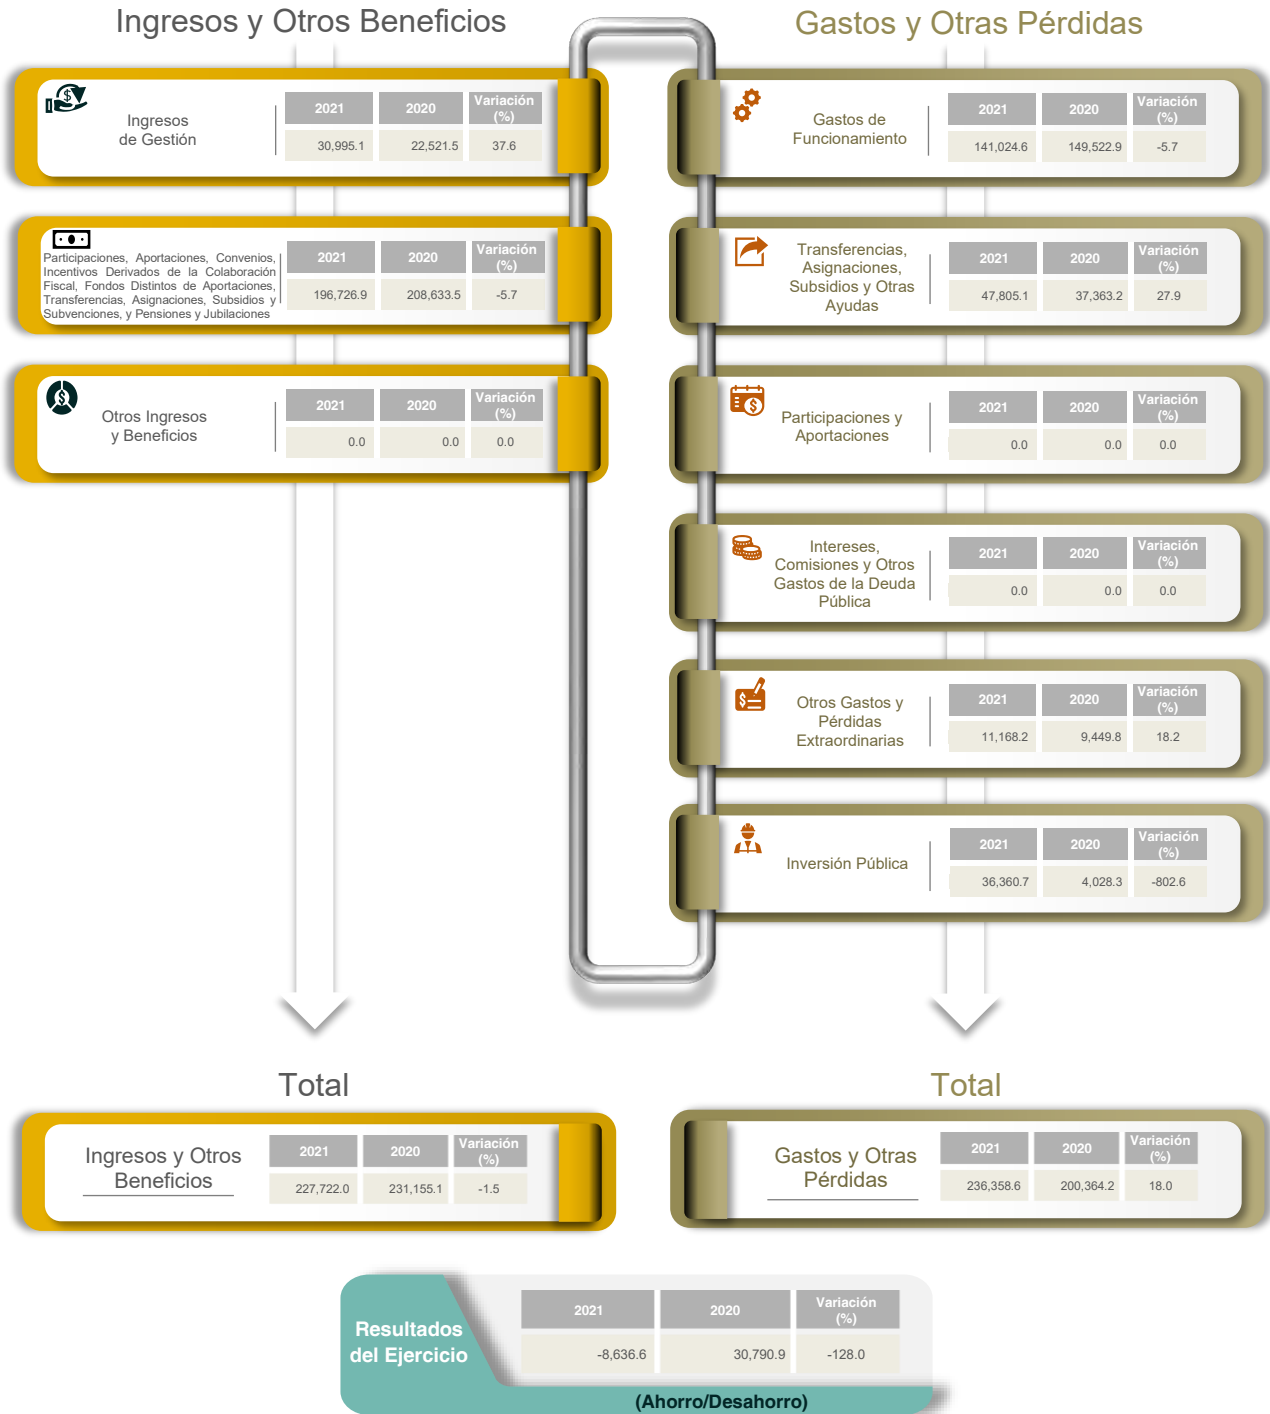 Ingresos y Otros Beneficios
Ingresos
de Gestión
2021 2020 Variación
(%)
30,995.1 22,521.5 37.6
Participaciones, Aportaciones, Convenios,
Incentivos Derivados de la Colaboración
Fiscal, Fondos Distintos de Aportaciones,
Transferencias, Asignaciones, Subsidios y
Subvenciones, y Pensiones y Jubilaciones
2021 2020 Variación
(%)
196,726.9 208,633.5 -5.7
Otros Ingresos
y Beneficios
2021 2020 Variación
(%)
0.0 0.0 0.0
Gastos y Otras Pérdidas
Gastos de
Funcionamiento
2021 2020 Variación
(%)
141,024.6 149,522.9 -5.7
Transferencias,
Asignaciones,
Subsidios y Otras
Ayudas
2021 2020 Variación
(%)
47,805.1 37,363.2 27.9
Participaciones y
Aportaciones
2021 2020 Variación
(%)
0.0 0.0 0.0
Intereses,
Comisiones y Otros
Gastos de la Deuda
Pública
2021 2020 Variación
(%)
0.0 0.0 0.0
Otros Gastos y
Pérdidas
Extraordinarias
2021 2020 Variación
(%)
11,168.2 9,449.8 18.2
Inversión Pública
2021 2020 Variación
(%)
36,360.7 4,028.3 -802.6
Total
Ingresos y Otros
Beneficios
2021 2020 Variación
(%)
227,722.0 231,155.1 -1.5
Total
Gastos y Otras
Pérdidas
2021 2020 Variación
(%)
236,358.6 200,364.2 18.0
Resultados
del Ejercicio
2021 2020 Variación
(%)
-8,636.6 30,790.9 -128.0
(Ahorro/Desahorro)